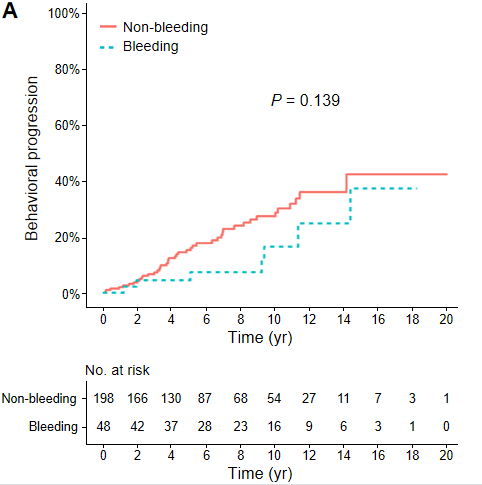 A
100%
Non-bleeding
Bleeding
80%
P = 0.139
60%
Behavioral progression
40%
20%
0%
0 2 4 6 8 10 12 14 16 18 20
Time (yr)
No. at risk
Non-bleeding 198 166 130 87 68 54 27 11 7 3 1
Bleeding 48 42 37 28 23 16 9 6 3 1 0
0 2 4 6 8 10 12 14 16 18 20
Time (yr)